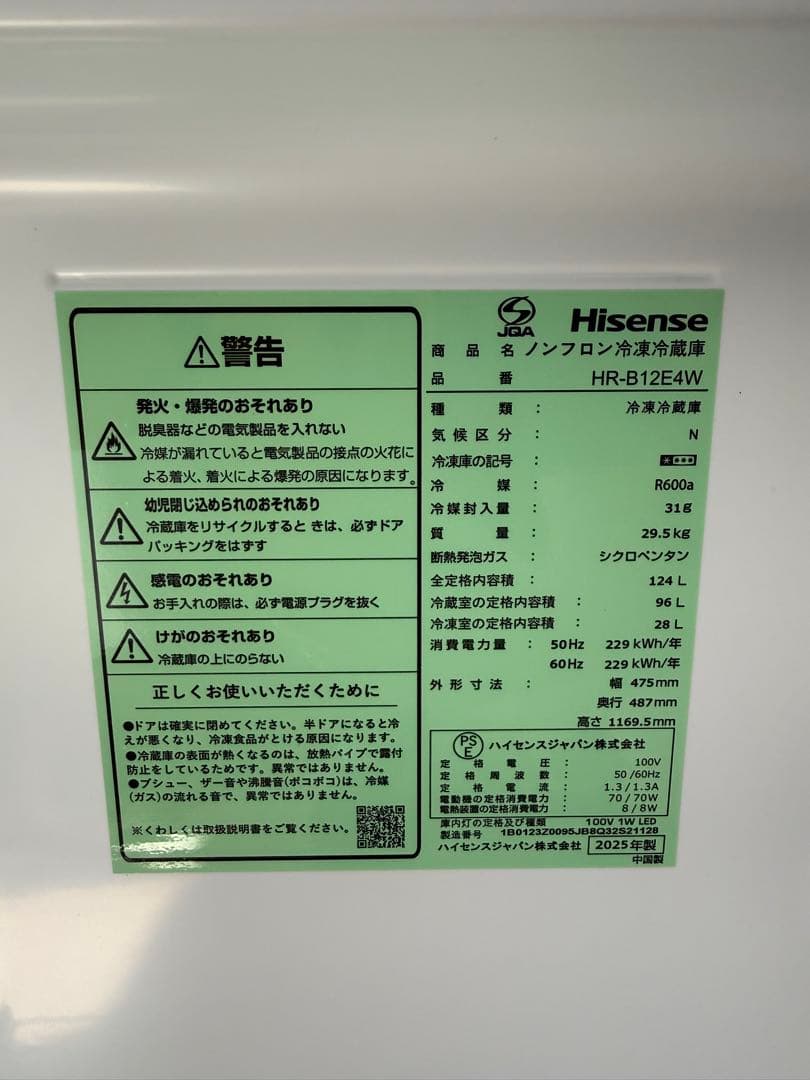 警告
発火・爆発のおそれあり
脱臭器などの電気製品を入れない
冷媒が漏れていると電気製品の接点の火花に
よる着火、着火による爆発の原因になります。
幼児閉じ込められのおそれあり
冷蔵庫をリサイクルすると きは、必ずドア
パッキングをはずす
感電のおそれあり
お手入れの際は、必ず電源プラグを抜く
けがのおそれあり
冷蔵庫の上にのらない
正しくお使いいただくために
●ドアは確実に閉めてください。半ドアになると冷
えが悪くなり、冷凍食品がとける原因になります。
●冷蔵庫の表面が熱くなるのは、放熱パイプで露付
防止をしているためです。異常ではありません。
●ブシュー、ザー音や沸騰音(ボコボコ)は、冷媒
(ガス)の流れる音で、異常ではありません。
※くわしくは取扱説明書をご覧ください。
JQA
Hisense
商品名 ノンフロン冷凍冷蔵庫
品番 HR-B12E4W
種類 : 冷凍冷蔵庫
気候区分 : N
冷凍庫の記号 :
冷媒 : R600a
冷媒封入量 : 31g
質量 : 29.5kg
断熱発泡ガス : シクロペンタン
全定格内容積 : 124 L
冷蔵室の定格内容積 : 96 L
冷凍室の定格内容積 : 28 L
消費電力量 : 50Hz 229 kWh/年
60Hz 229 kWh/年
外形寸法 : 幅 475mm
奥行 487mm
高さ 1169.5mm
PS
E
ハイセンスジャパン株式会社
定格電圧 : 100V
定格周波数 : 50/60Hz
定格電流 : 1.3/1.3A
電動機の定格消費電力 : 70/70W
電熱装置の定格消費電力 : 8/8W
庫内灯の定格及び種類 100V 1W LED
製造番号 1B0123Z0095JB8Q32S21128
ハイセンスジャパン株式会社 2025年製
中国製